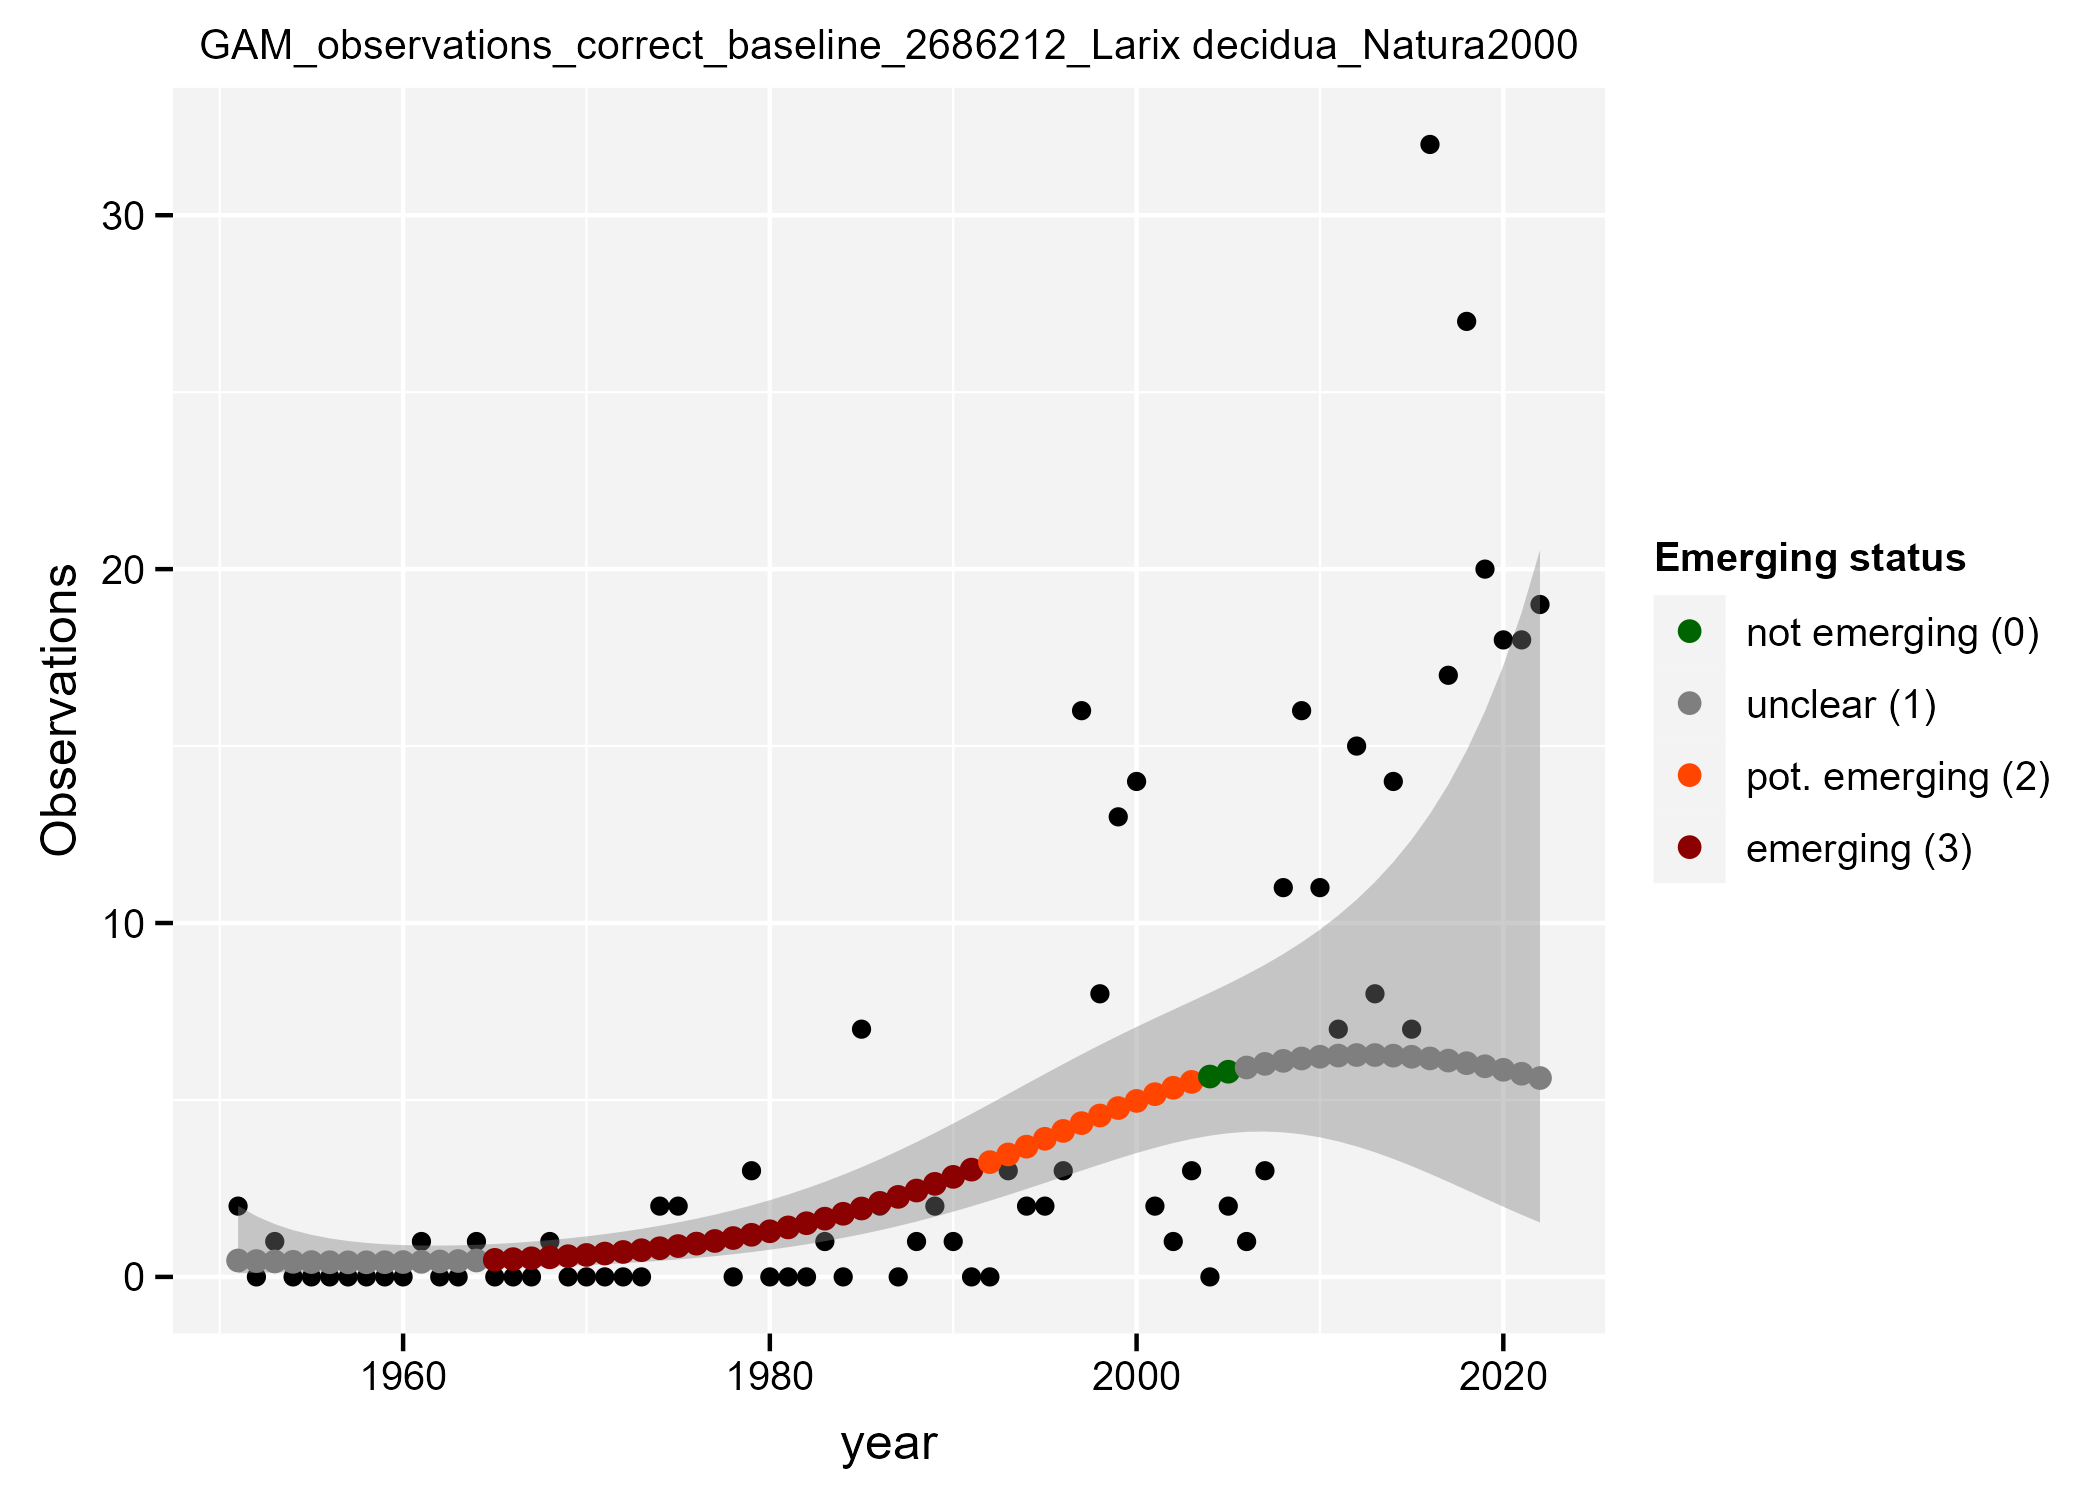 GAM_observations_correct_baseline_2686212_Larix decidua_Natura2000
Observations
30
20
10
0
1960
1980
2000
2020
year
Emerging status
not emerging (0)
unclear (1)
pot. emerging (2)
emerging (3)